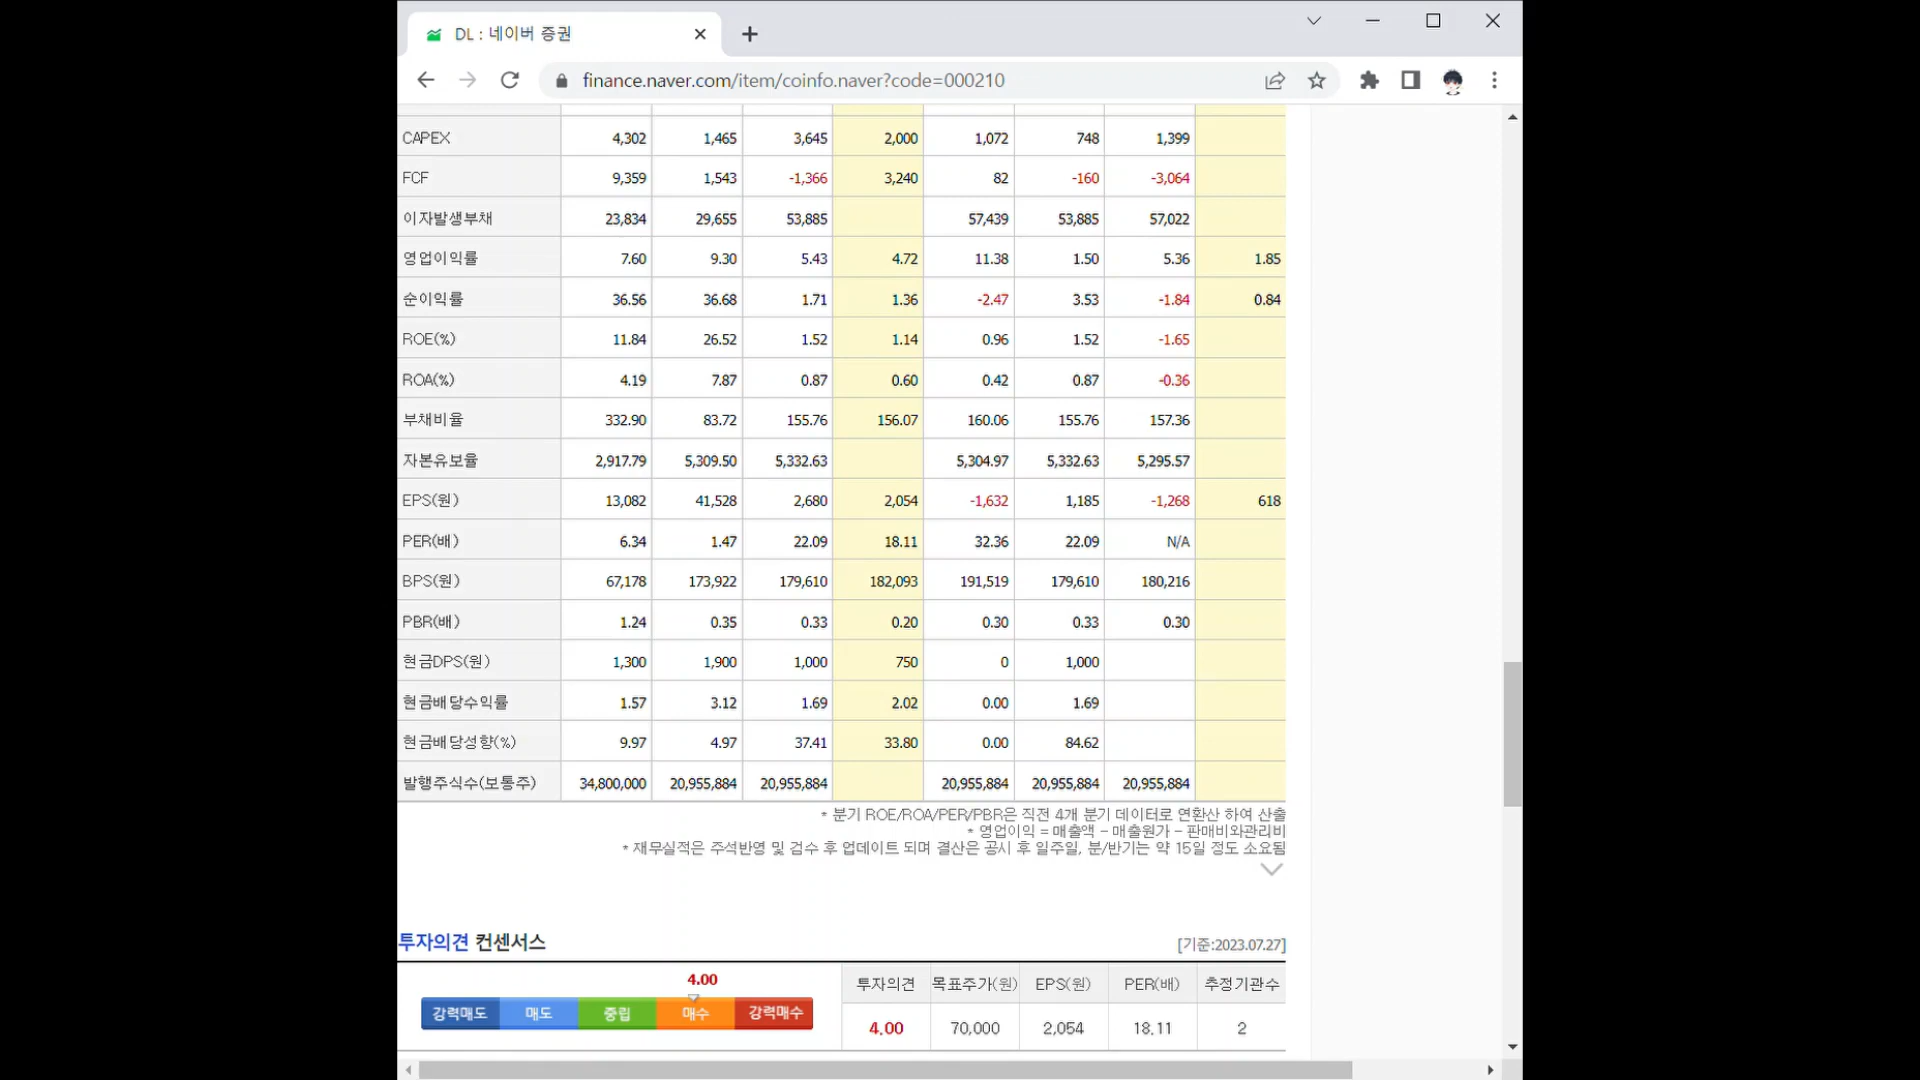 DL : 네이버 증권
finance.naver.com/item/coinfo.naver?code=000210
CAPEX 4,302 1,465 3,645 2,000 1,072 748 1,399
FCF 9,359 1,543 -1,366 3,240 82 -160 -3,064
이자발생부채 23,834 29,655 53,885 57,439 53,885 57,022
영업이익률 7.60 9.30 5.43 4.72 11.38 1.50 5.36 1.85
순이익률 36.56 36.68 1.71 1.36 -2.47 3.53 -1.84 0.84
ROE(%) 11.84 26.52 1.52 1.14 0.96 1.52 -1.65
ROA(%) 4.19 7.87 0.87 0.60 0.42 0.87 -0.36
부채비율 332.90 83.72 155.76 156.07 160.06 155.76 157.36
자본유보율 2,917.79 5,309.50 5,332.63 5,304.97 5,332.63 5,295.57
EPS(원) 13,082 41,528 2,680 2,054 -1,632 1,185 -1,268 618
PER(배) 6.34 1.47 22.09 18.11 32.36 22.09 N/A
BPS(원) 67,178 173,922 179,610 182,093 191,519 179,610 180,216
PBR(배) 1.24 0.35 0.33 0.20 0.30 0.33 0.30
현금DPS(원) 1,300 1,900 1,000 750 0 1,000
현금배당수익률 1.57 3.12 1.69 2.02 0.00 1.69
현금배당성향(%) 9.97 4.97 37.41 33.80 0.00 84.62
발행주식수(보통주) 34,800,000 20,955,884 20,955,884 20,955,884 20,955,884 20,955,884
* 분기 ROE/ROA/PER/PBR은 직전 4개 분기 데이터로 연환산 하여 산출
* 영업이익 = 매출액 - 매출원가 - 판매비와관리비
* 재무실적은 주석반영 및 검수 후 업데이트 되며 결산은 공시 후 일주일, 분/반기는 약 15일 정도 소요됨
투자의견 컨센서스 [기준:2023.07.27]
4.00
강력매도 매도 중립 매수 강력매수
투자의견 목표주가(원) EPS(원) PER(배) 추정기관수
4.00 70,000 2,054 18.11 2